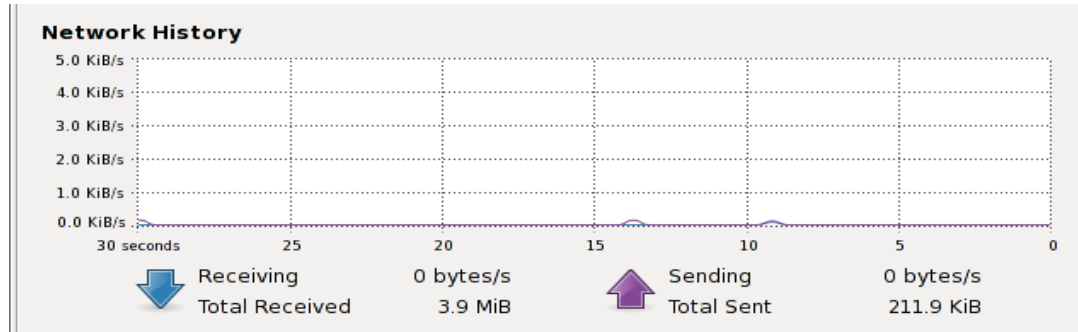 Network History
5.0 KiB/s
4.0 KiB/s
3.0 KiB/s
2.0 KiB/s
1.0 KiB/s
0.0 KiB/s
30 seconds 25 20 15 10 5 0
Receiving 0 bytes/s Sending 0 bytes/s
Total Received 3.9 MiB Total Sent 211.9 KiB